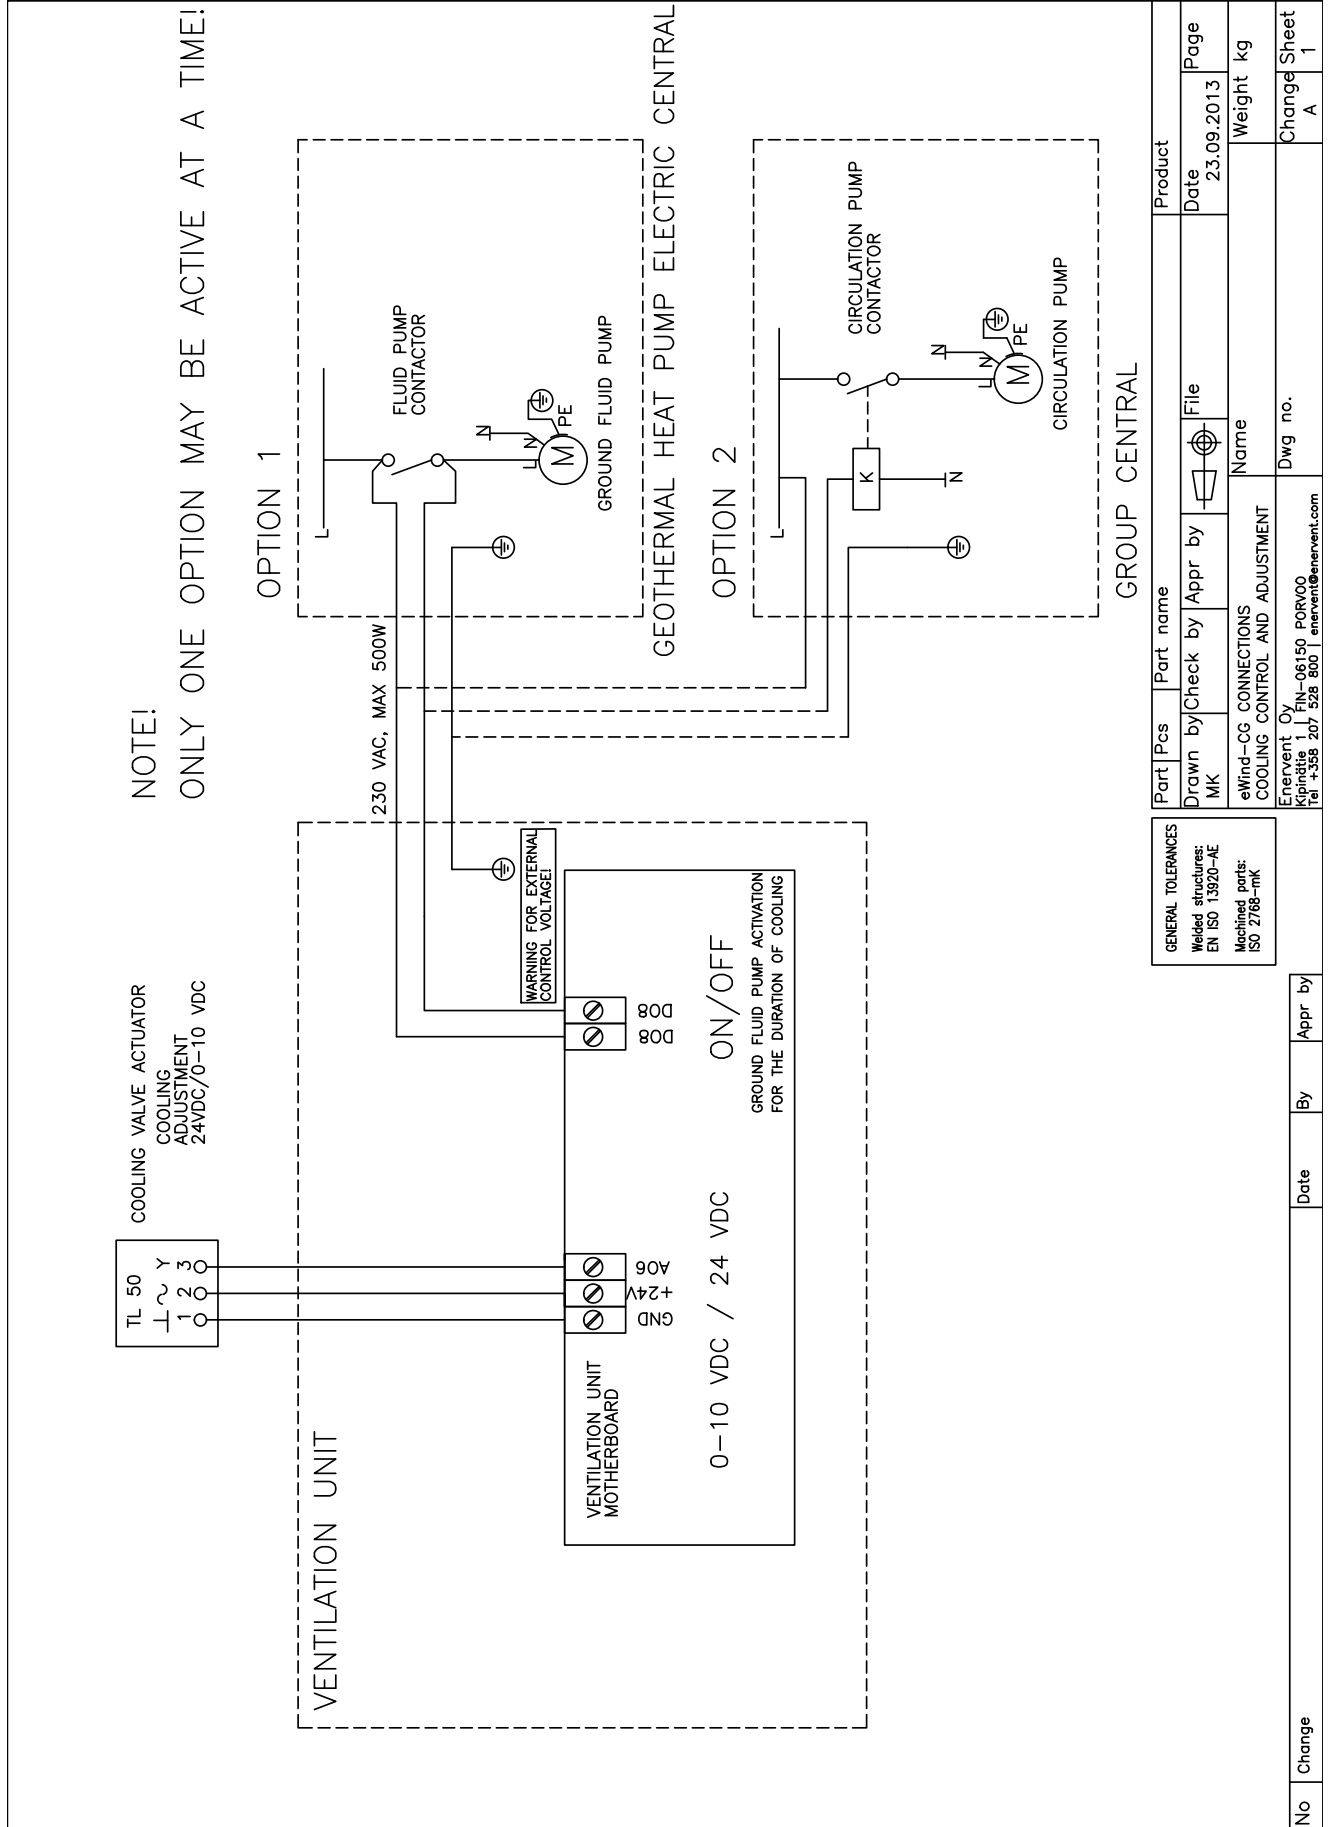 NOTE!
ONLY ONE OPTION MAY BE ACTIVE AT A TIME!
COOLING VALVE ACTUATOR
COOLING
ADJUSTMENT
24VDC/0-10 VDC
TL 50
⊥ ~ Y
1 2 3
VENTILATION UNIT
230 VAC, MAX 500W
WARNING FOR EXTERNAL
CONTROL VOLTAGE!
VENTILATION UNIT
MOTHERBOARD
GND
+24V
AO6
DO8
DO8
0-10 VDC / 24 VDC
ON/OFF
GROUND FLUID PUMP ACTIVATION
FOR THE DURATION OF COOLING
OPTION 1
L
FLUID PUMP
CONTACTOR
N
L
N
PE
M
GROUND FLUID PUMP
GEOTHERMAL HEAT PUMP ELECTRIC CENTRAL
OPTION 2
L
CIRCULATION PUMP
CONTACTOR
K
N
N
L
N
PE
M
CIRCULATION PUMP
GROUP CENTRAL
GENERAL TOLERANCES
Welded structures:
EN ISO 13920-AE
Machined parts:
ISO 2768-mK
Part Pcs Part name Product
Drawn by Check by Appr by File Date Page
MK 23.09.2013
eWind-CG CONNECTIONS
COOLING CONTROL AND ADJUSTMENT
Name Weight kg
Enervent Oy
Kipinätie 1 | FIN-06150 PORVOO
Tel +358 207 528 800 | enervent@enervent.com
Dwg no. Change Sheet
A 1
No Change Date By Appr by